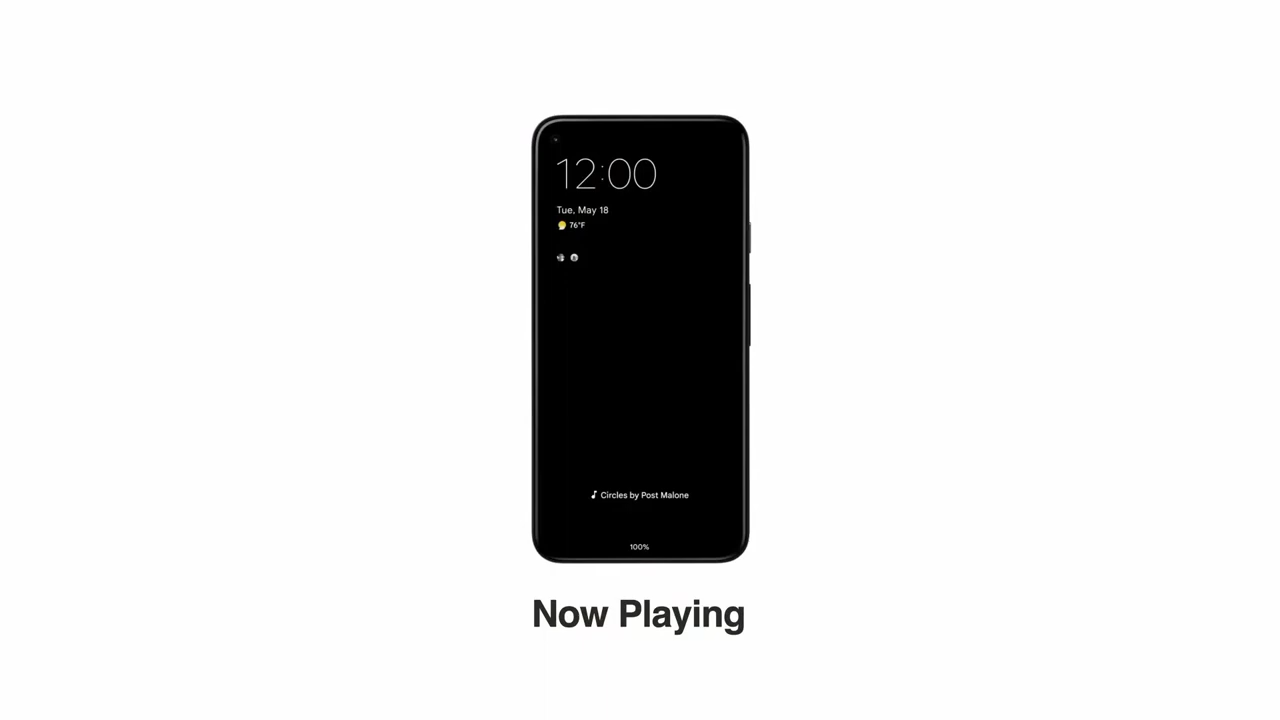 12:00
Tue, May 18
76°F
Circles by Post Malone
100%
Now Playing